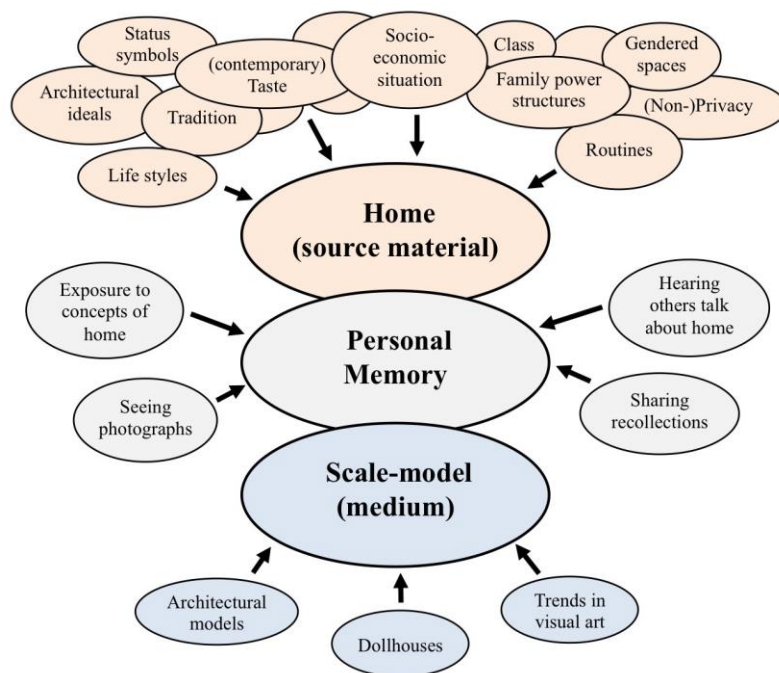 Status
symbols
(contemporary)
Taste
Socio-
economic
situation
Class
Gendered
spaces
Architectural
ideals
Tradition
Family power
structures
(Non-)Privacy
Life styles
Routines
Home
(source material)
Exposure to
concepts of
home
Hearing
others talk
about home
Personal
Memory
Seeing
photographs
Sharing
recollections
Scale-model
(medium)
Architectural
models
Dollhouses
Trends in
visual art